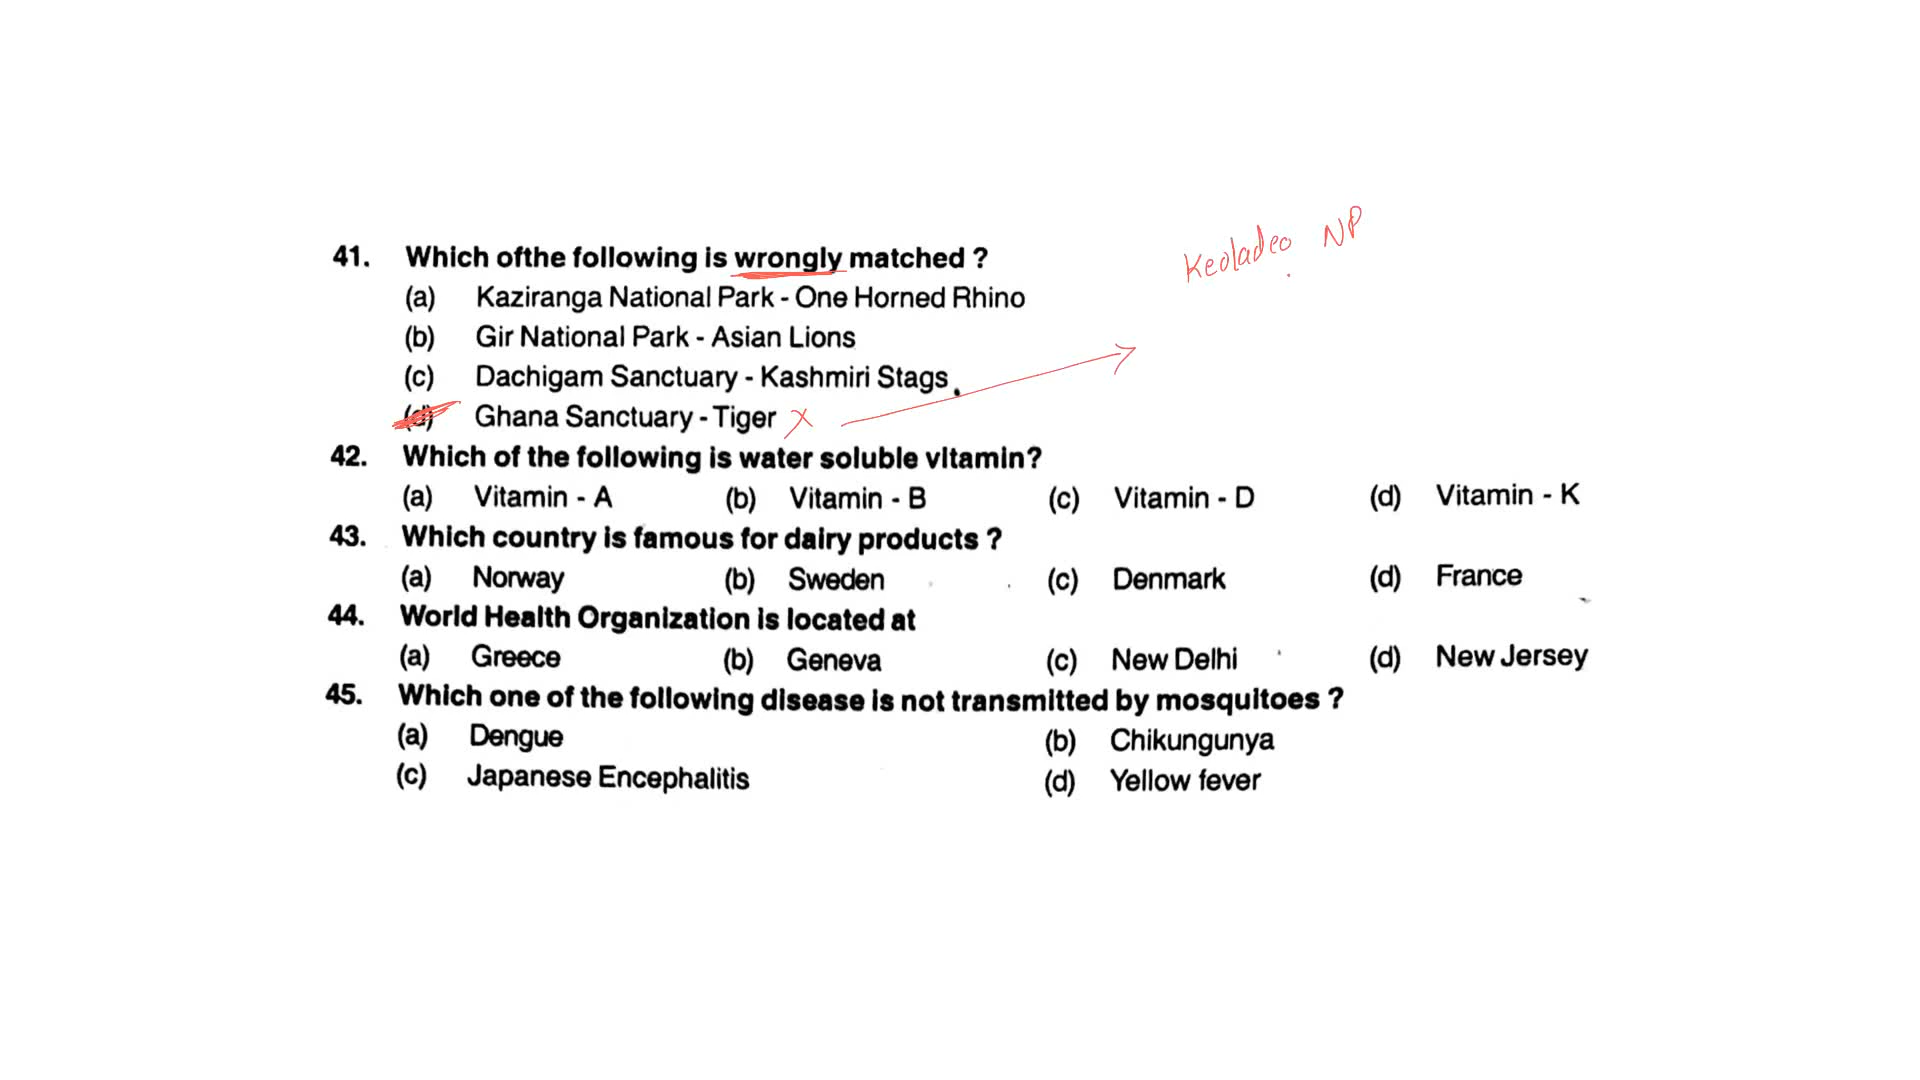 Keoladeo NP
41. Which ofthe following is wrongly matched ?
(a) Kaziranga National Park - One Horned Rhino
(b) Gir National Park - Asian Lions
(c) Dachigam Sanctuary - Kashmiri Stags
(d) Ghana Sanctuary - Tiger X
42. Which of the following is water soluble vitamin?
(a) Vitamin - A (b) Vitamin - B (c) Vitamin - D (d) Vitamin - K
43. Which country is famous for dairy products ?
(a) Norway (b) Sweden (c) Denmark (d) France
44. World Health Organization is located at
(a) Greece (b) Geneva (c) New Delhi (d) New Jersey
45. Which one of the following disease is not transmitted by mosquitoes ?
(a) Dengue (b) Chikungunya
(c) Japanese Encephalitis (d) Yellow fever